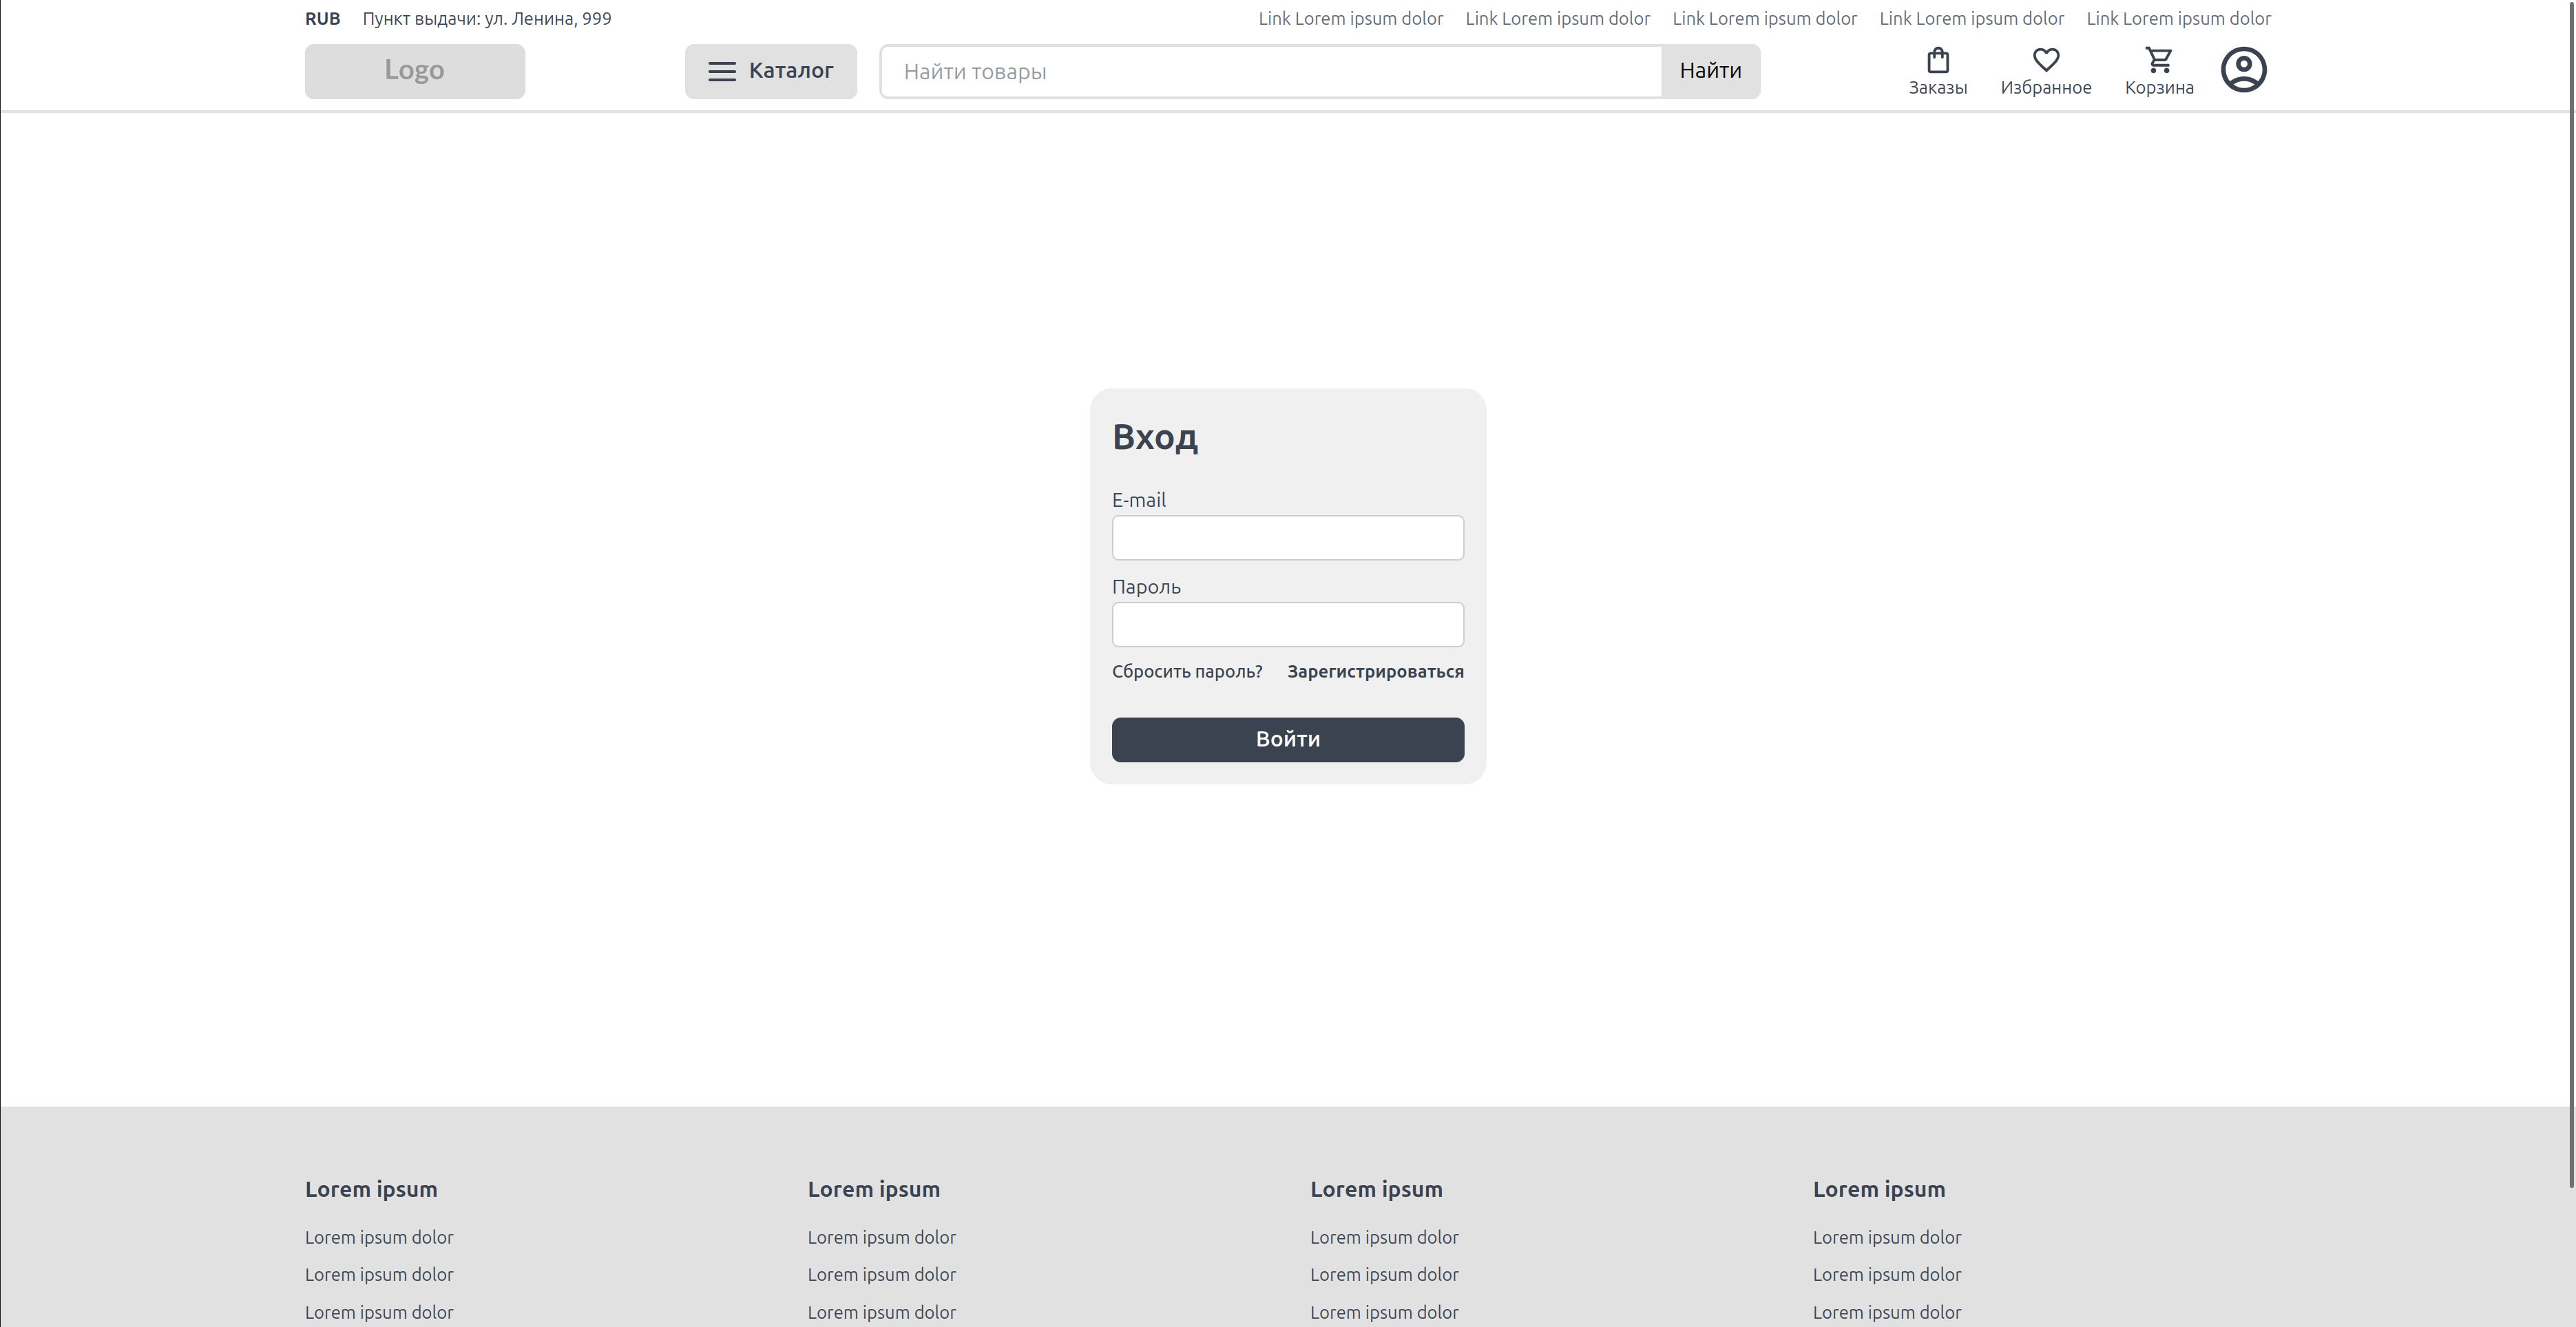 RUB Пункт выдачи: ул. Ленина, 999 Link Lorem ipsum dolor Link Lorem ipsum dolor Link Lorem ipsum dolor Link Lorem ipsum dolor Link Lorem ipsum dolor
Logo Каталог Найти товары Найти Заказы Избранное Корзина
Вход
E-mail
Пароль
Сбросить пароль? Зарегистрироваться
Войти
Lorem ipsum Lorem ipsum Lorem ipsum Lorem ipsum
Lorem ipsum dolor Lorem ipsum dolor Lorem ipsum dolor Lorem ipsum dolor
Lorem ipsum dolor Lorem ipsum dolor Lorem ipsum dolor Lorem ipsum dolor
Lorem ipsum dolor Lorem ipsum dolor Lorem ipsum dolor Lorem ipsum dolor